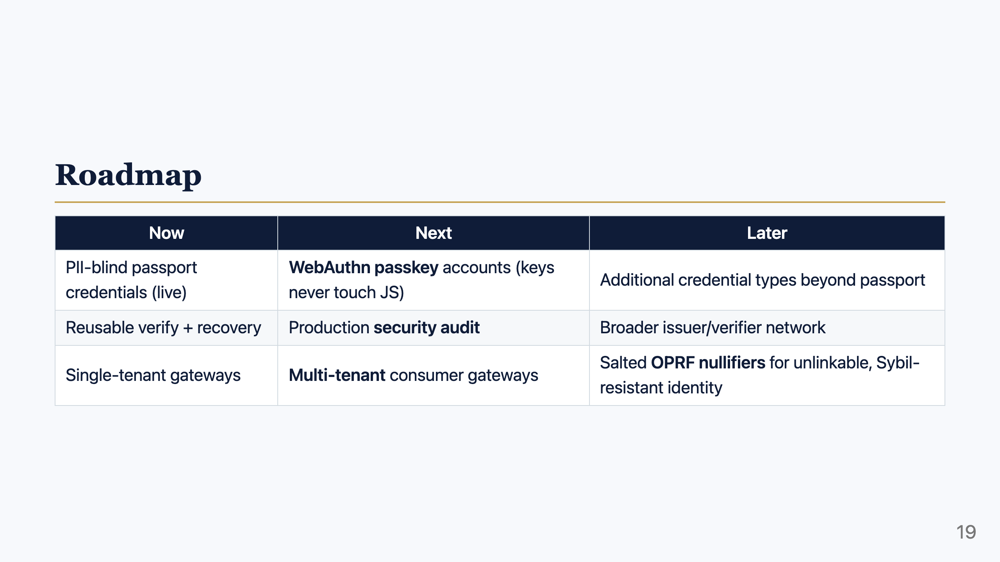 Roadmap
Now
Next
Later
PII-blind passport
credentials (live)
WebAuthn passkey accounts (keys
never touch JS)
Additional credential types beyond passport
Reusable verify + recovery
Production security audit
Broader issuer/verifier network
Single-tenant gateways
Multi-tenant consumer gateways
Salted OPRF nullifiers for unlinkable, Sybil-
resistant identity
19